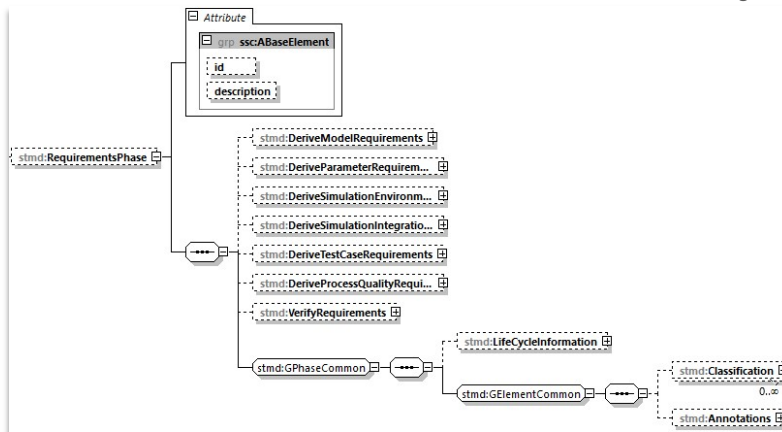 Attribute
grp ssc:ABaseElement
id
description
stmd:RequirementsPhase
stmd:DeriveModelRequirements
stmd:DeriveParameterRequirem...
stmd:DeriveSimulationEnvironm...
stmd:DeriveSimulationIntegratio...
stmd:DeriveTestCaseRequirements
stmd:DeriveProcessQualityRequi...
stmd:VerifyRequirements
stmd:LifeCycleInformation
stmd:GPhaseCommon
stmd:Classification
0..∞
stmd:GElementCommon
stmd:Annotations